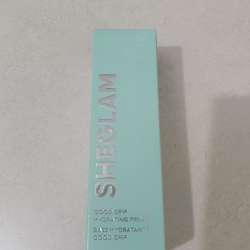 SHEGLAM
GOOD GRIP
HYDRATING PRIMER
BASE HYDRATANTE
GOOD GRIP